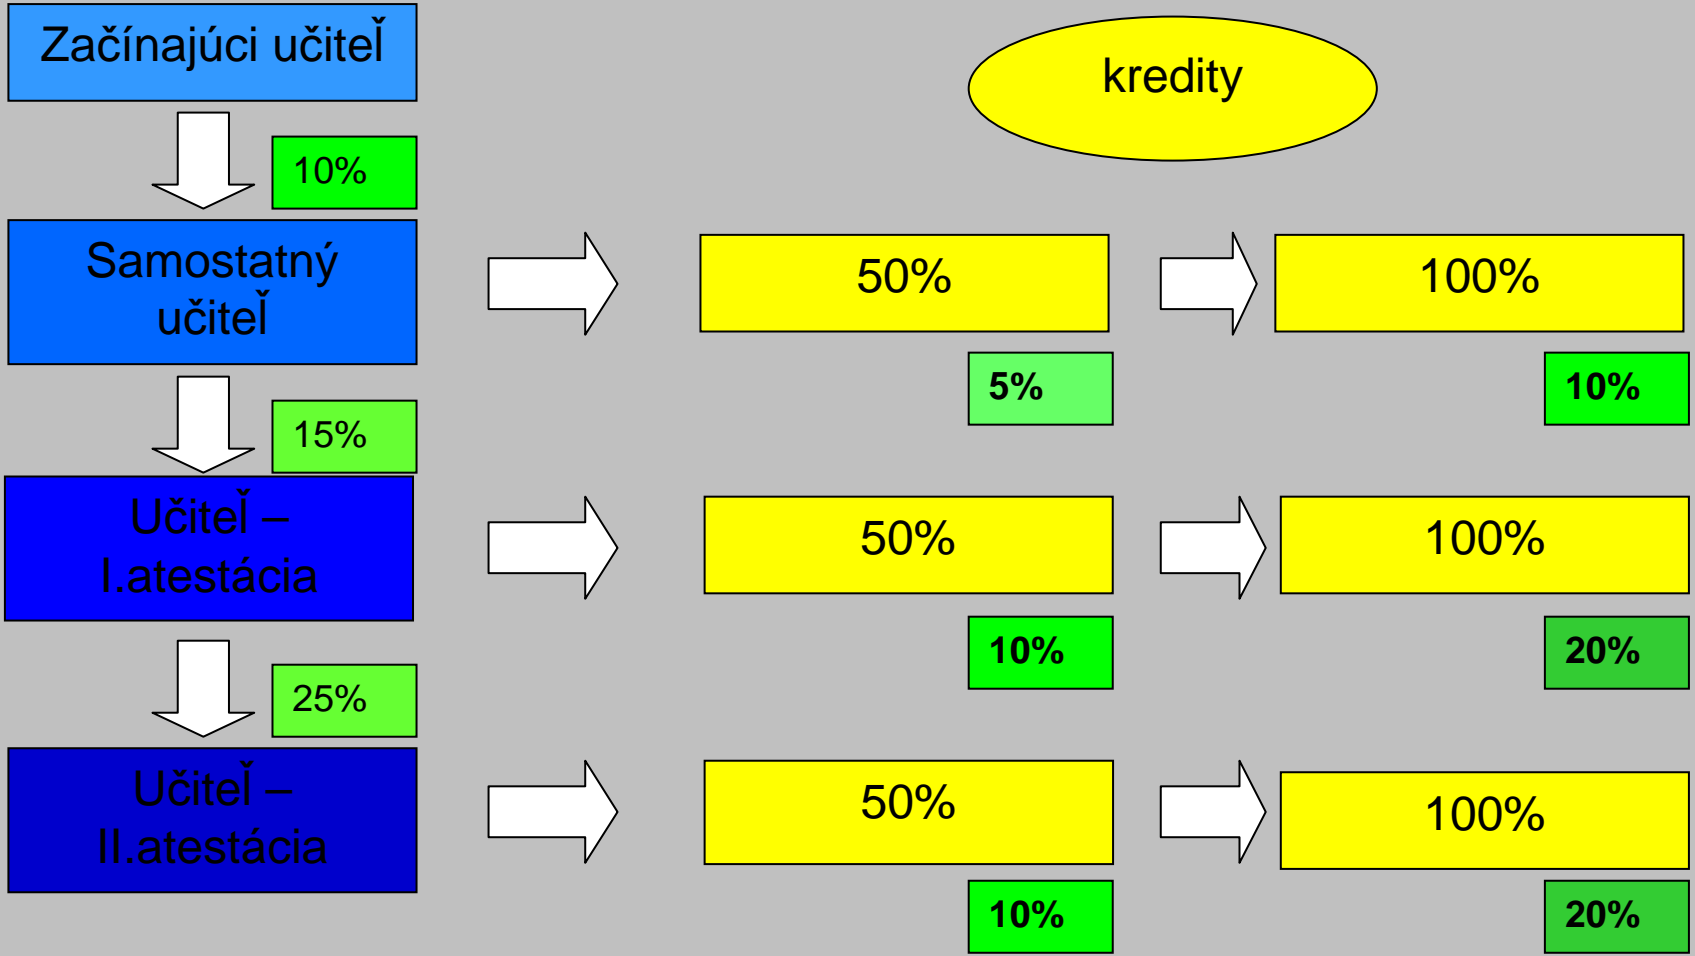 Začínajúci učiteľ
kredity
10%
Samostatný
učiteľ
50%
100%
5%
10%
15%
Učiteľ –
I.atestácia
50%
100%
10%
20%
25%
Učiteľ –
II.atestácia
50%
100%
10%
20%